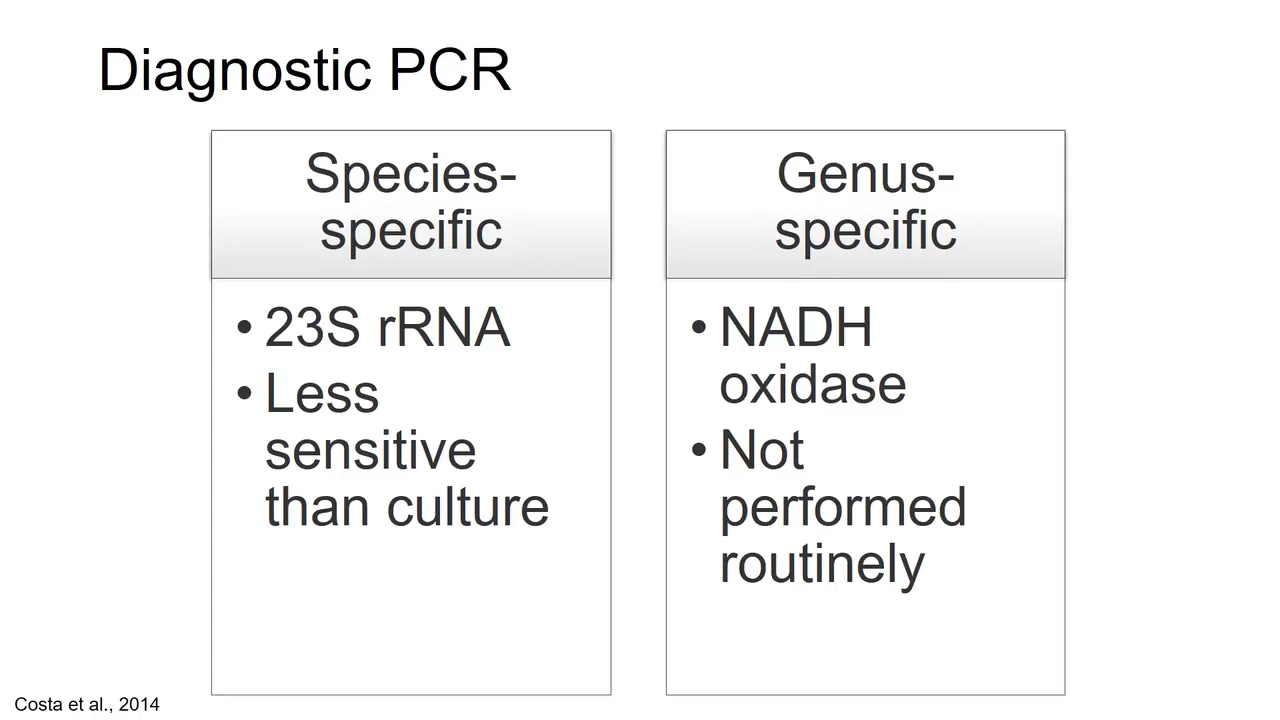 Diagnostic PCR
Species-
specific
• 23S rRNA
• Less
sensitive
than culture
Genus-
specific
• NADH
oxidase
• Not
performed
routinely
Costa et al., 2014